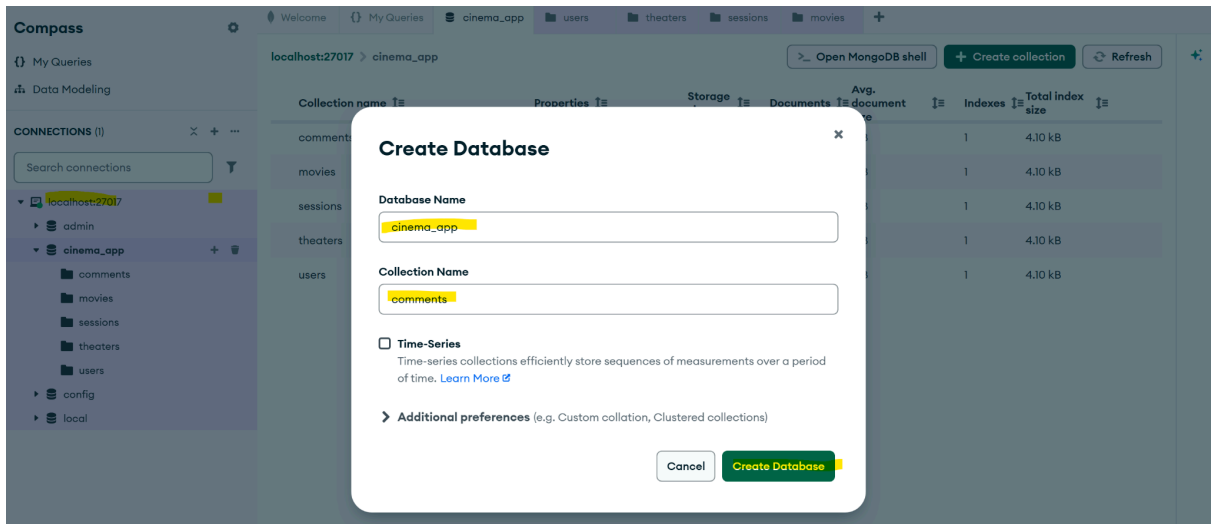 Compass
{} My Queries
Data Modeling
CONNECTIONS (1)
Search connections
localhost:27017
admin
cinema_app
comments
movies
sessions
theaters
users
config
local
Welcome {} My Queries cinema_app users theaters sessions movies
localhost:27017 > cinema_app
>_ Open MongoDB shell + Create collection Refresh
Collection name Properties Storage Documents Avg. document Indexes Total index size
comments 1 4.10 kB
movies 1 4.10 kB
sessions 1 4.10 kB
theaters 1 4.10 kB
users 1 4.10 kB
Create Database
Database Name
cinema_app
Collection Name
comments
Time-Series
Time-series collections efficiently store sequences of measurements over a period
of time. Learn More
Additional preferences (e.g. Custom collation, Clustered collections)
Cancel Create Database